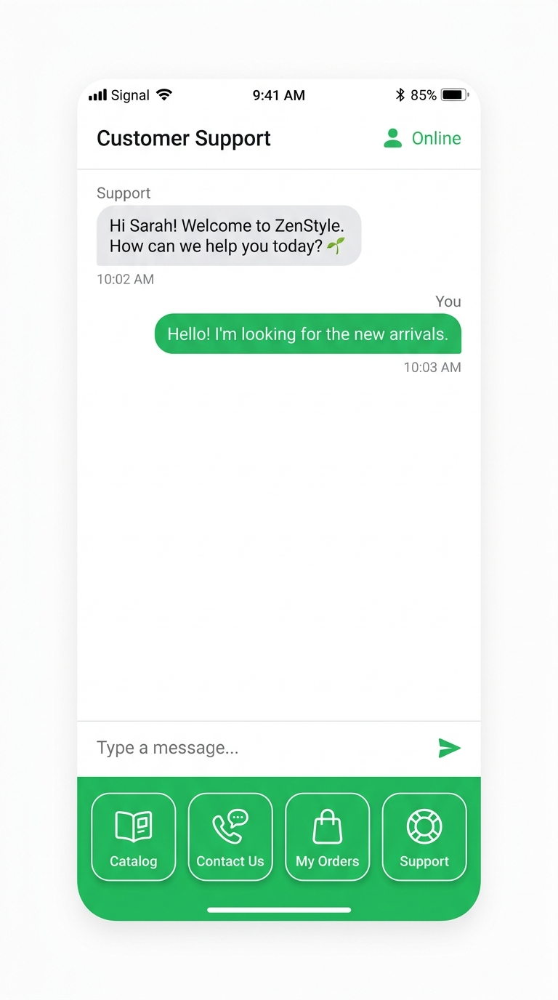 Signal 9:41 AM 85%
Customer Support Online
Support
Hi Sarah! Welcome to ZenStyle.
How can we help you today? 🌱
10:02 AM
You
Hello! I'm looking for the new arrivals.
10:03 AM
Type a message...
Catalog Contact Us My Orders Support